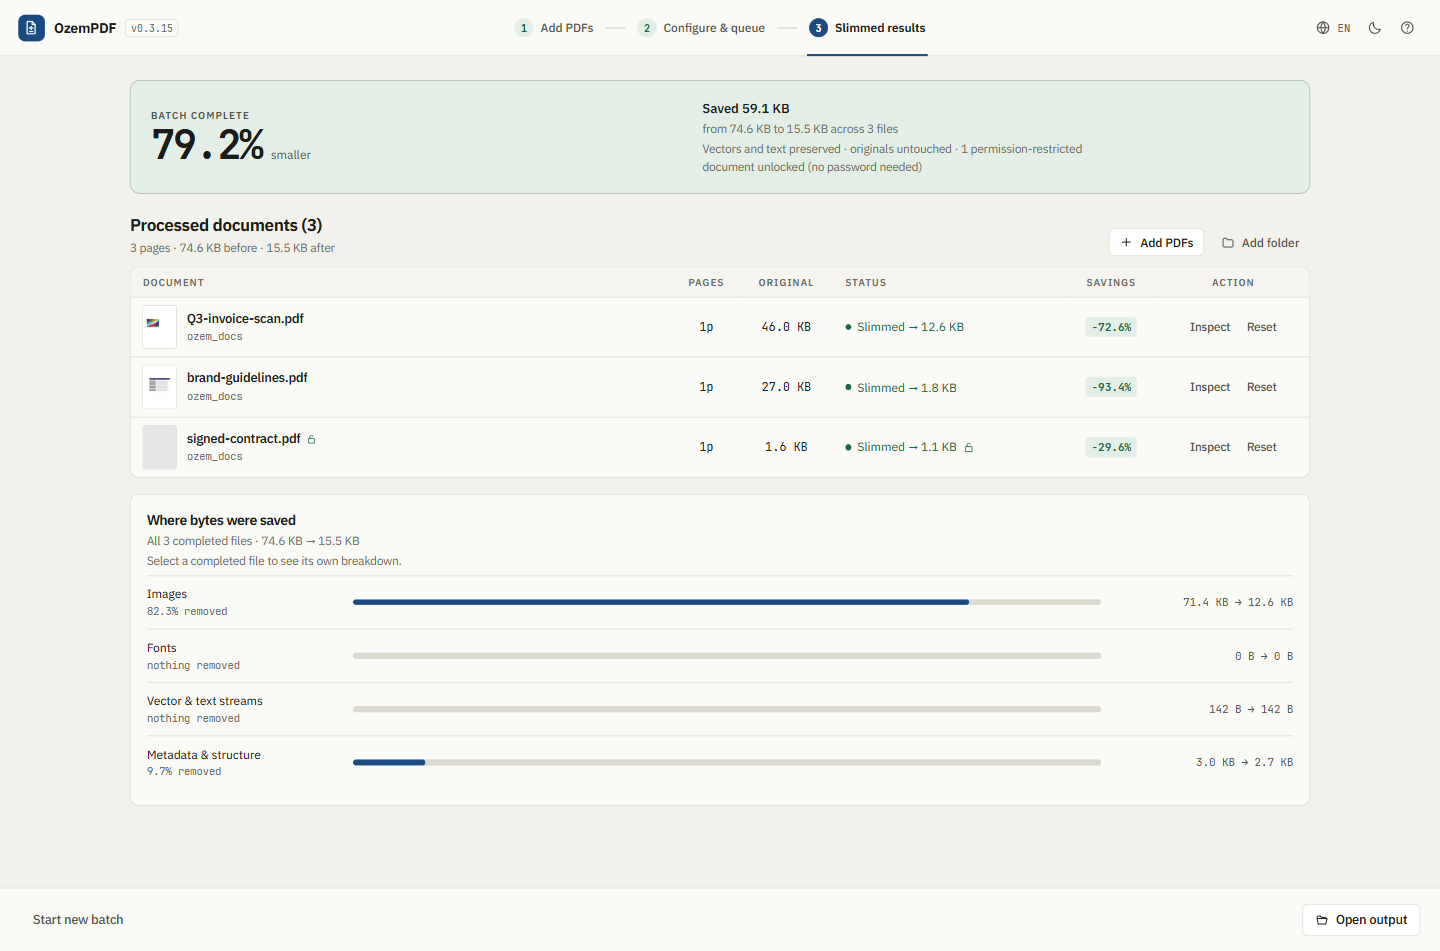 OzemPDF v0.3.15
1 Add PDFs
2 Configure & queue
3 Slimmed results
EN
BATCH COMPLETE
79.2% smaller
Saved 59.1 KB
from 74.6 KB to 15.5 KB across 3 files
Vectors and text preserved · originals untouched · 1 permission-restricted
document unlocked (no password needed)
Processed documents (3)
3 pages · 74.6 KB before · 15.5 KB after
Add PDFs
Add folder
DOCUMENT PAGES ORIGINAL STATUS SAVINGS ACTION
Q3-invoice-scan.pdf
ozem_docs
1p 46.0 KB Slimmed → 12.6 KB -72.6% Inspect Reset
brand-guidelines.pdf
ozem_docs
1p 27.0 KB Slimmed → 1.8 KB -93.4% Inspect Reset
signed-contract.pdf
ozem_docs
1p 1.6 KB Slimmed → 1.1 KB -29.6% Inspect Reset
Where bytes were saved
All 3 completed files · 74.6 KB → 15.5 KB
Select a completed file to see its own breakdown.
Images
82.3% removed
71.4 KB → 12.6 KB
Fonts
nothing removed
0 B → 0 B
Vector & text streams
nothing removed
142 B → 142 B
Metadata & structure
9.7% removed
3.0 KB → 2.7 KB
Start new batch
Open output